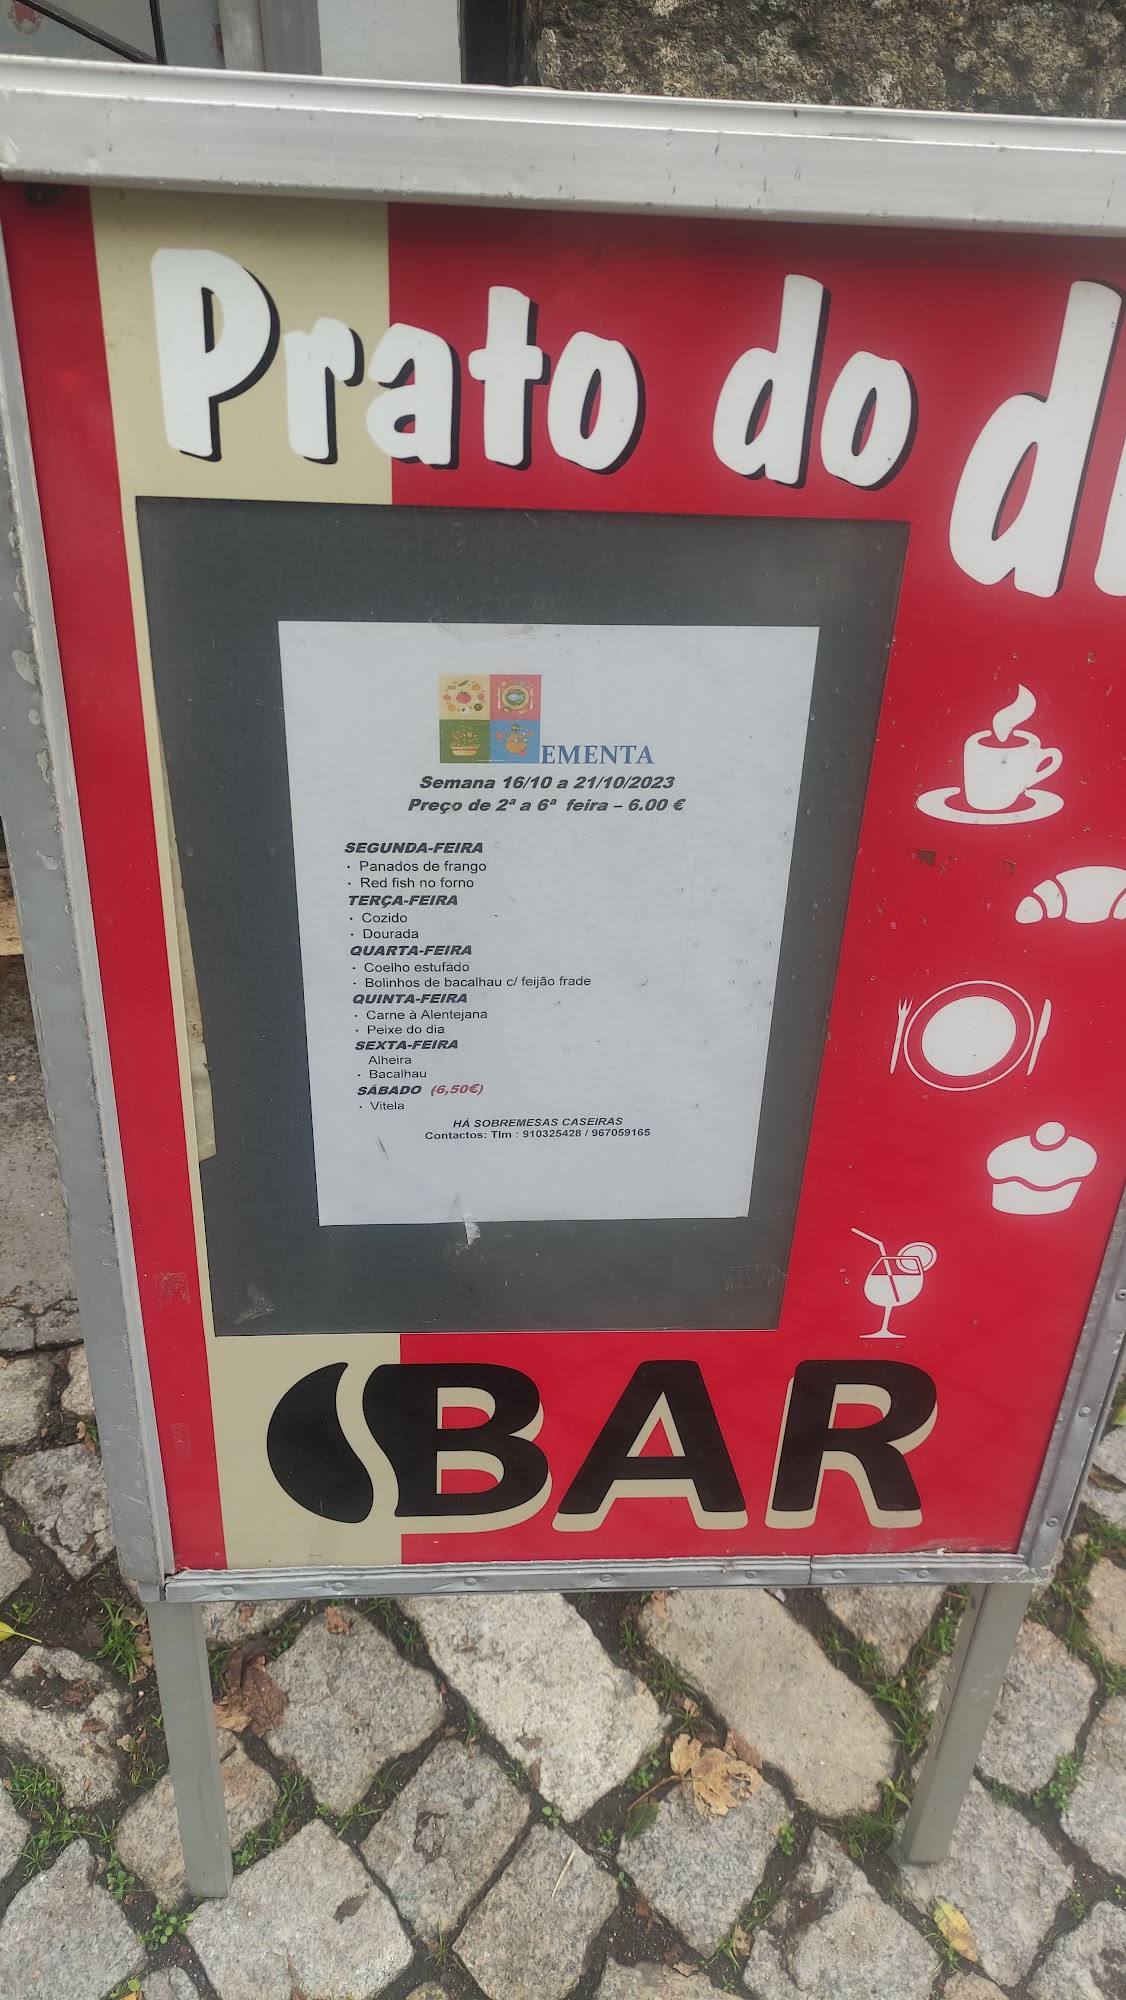 Prato do di
EMENTA
Semana 16/10 a 21/10/2023
Preço de 2ª a 6ª feira – 6.00 €
SEGUNDA-FEIRA
· Panados de frango
· Red fish no forno
TERÇA-FEIRA
· Cozido
· Dourada
QUARTA-FEIRA
· Coelho estufado
· Bolinhos de bacalhau c/ feijão frade
QUINTA-FEIRA
· Carne à Alentejana
· Peixe do dia
SEXTA-FEIRA
Alheira
· Bacalhau
SÁBADO (6,50€)
· Vitela
HÁ SOBREMESAS CASEIRAS
Contactos: Tlm : 910325428 / 967059165
BAR